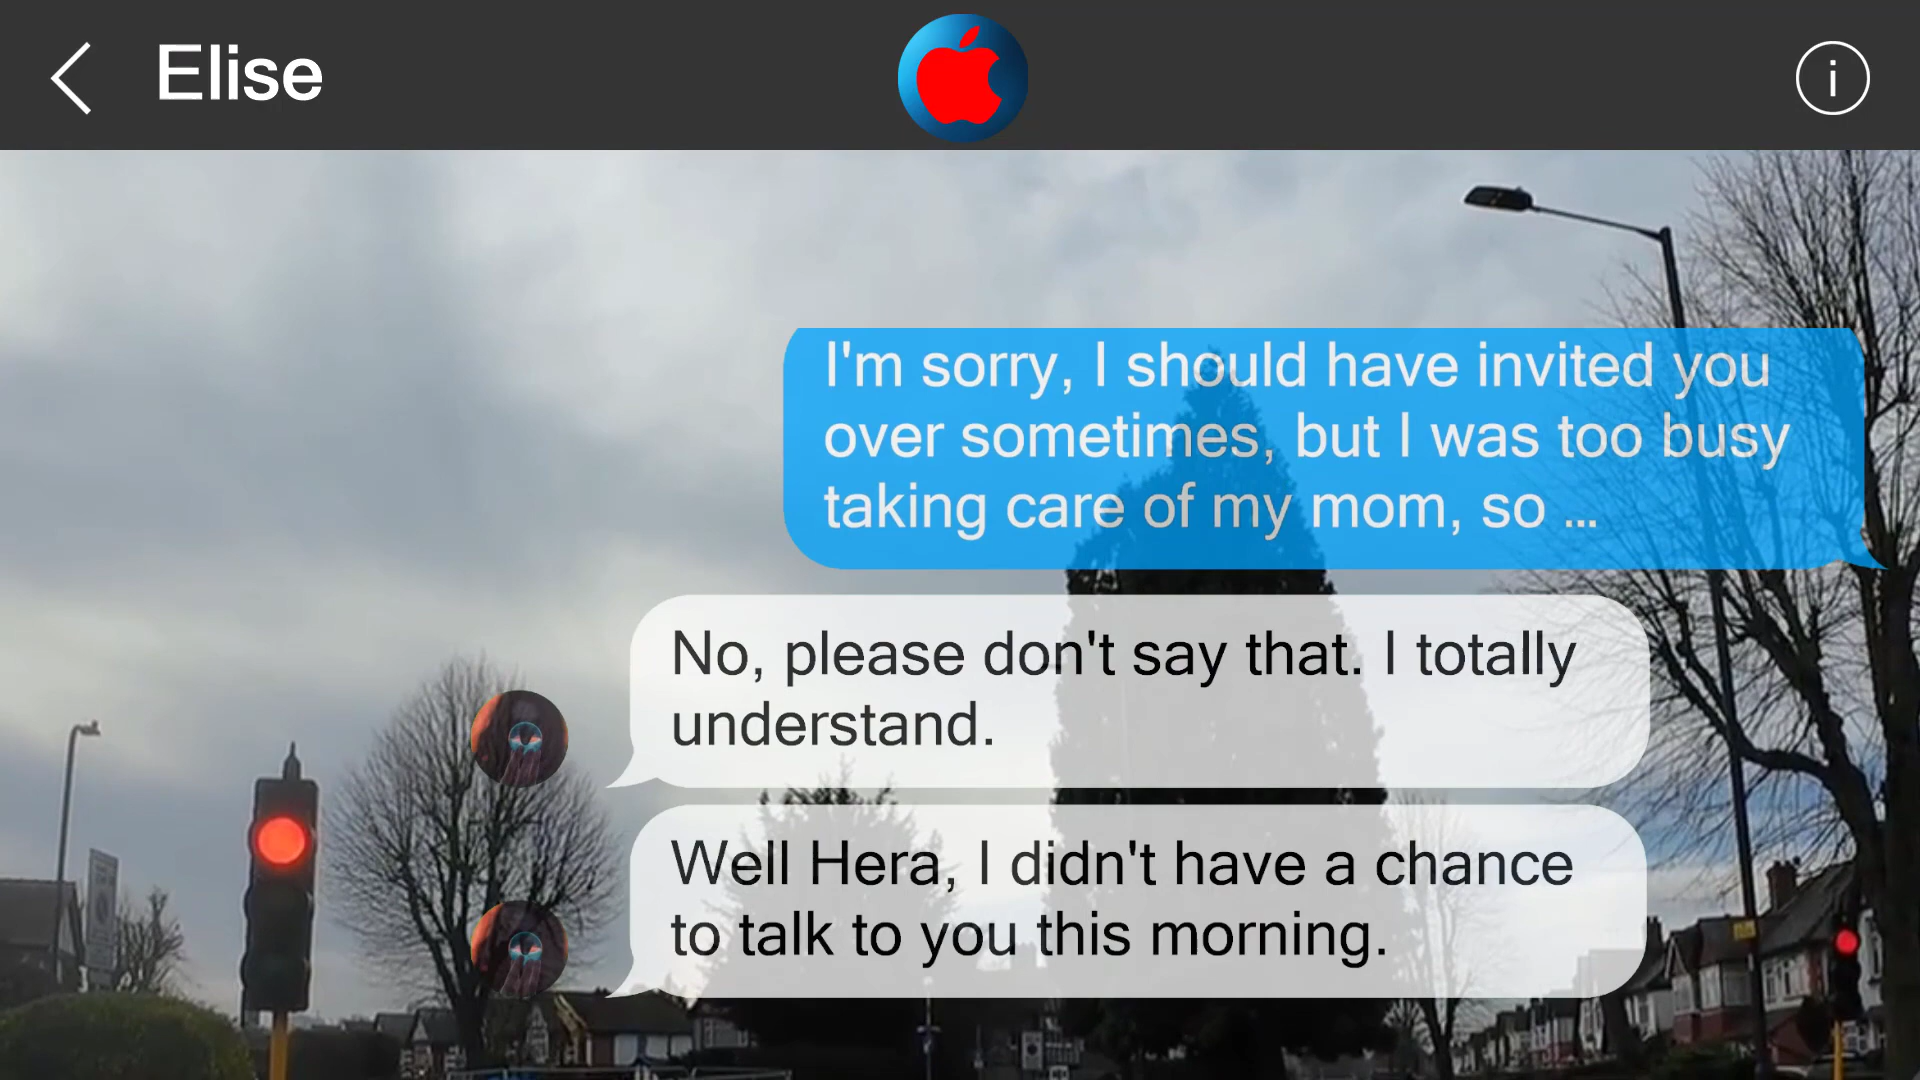 Elise
i
I'm sorry, I should have invited you
over sometimes, but I was too busy
taking care of my mom, so ...
No, please don't say that. I totally
understand.
Well Hera, I didn't have a chance
to talk to you this morning.